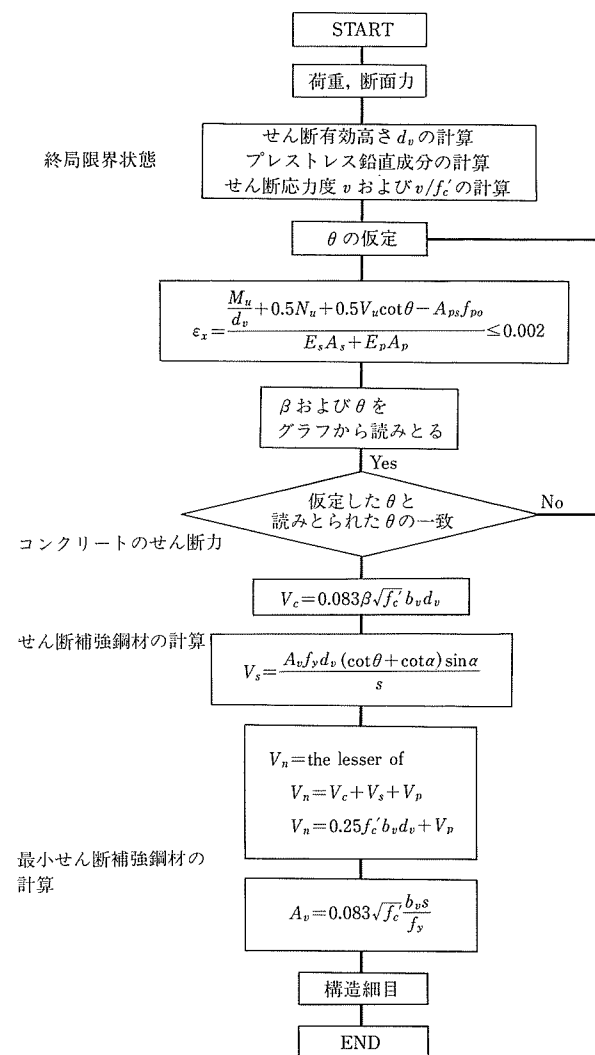 START
荷重, 断面力
終局限界状態
せん断有効高さ d_v の計算
プレストレス鉛直成分の計算
せん断応力度 v および v/f_c′ の計算
θ の仮定
ε_x = (M_u/d_v + 0.5N_u + 0.5V_u cotθ − A_ps f_po) / (E_s A_s + E_p A_p) ≤ 0.002
β および θ を
グラフから読みとる
Yes
仮定した θ と
読みとられた θ の一致
No
コンクリートのせん断力
V_c = 0.083β√f_c′ b_v d_v
せん断補強鋼材の計算
V_s = A_v f_y d_v (cotθ + cotα) sinα / s
V_n = the lesser of
V_n = V_c + V_s + V_p
V_n = 0.25f_c′ b_v d_v + V_p
最小せん断補強鋼材の
計算
A_v = 0.083√f_c′ b_v s / f_y
構造細目
END